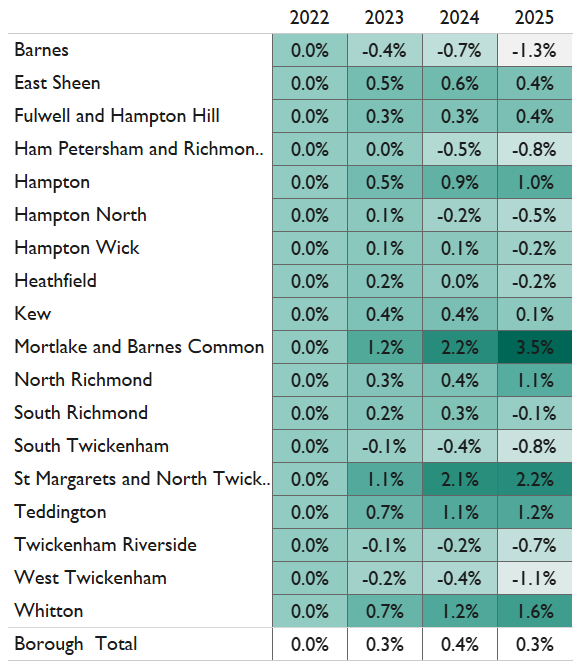 2022 2023 2024 2025
Barnes 0.0% -0.4% -0.7% -1.3%
East Sheen 0.0% 0.5% 0.6% 0.4%
Fulwell and Hampton Hill 0.0% 0.3% 0.3% 0.4%
Ham Petersham and Richmon.. 0.0% 0.0% -0.5% -0.8%
Hampton 0.0% 0.5% 0.9% 1.0%
Hampton North 0.0% 0.1% -0.2% -0.5%
Hampton Wick 0.0% 0.1% 0.1% -0.2%
Heathfield 0.0% 0.2% 0.0% -0.2%
Kew 0.0% 0.4% 0.4% 0.1%
Mortlake and Barnes Common 0.0% 1.2% 2.2% 3.5%
North Richmond 0.0% 0.3% 0.4% 1.1%
South Richmond 0.0% 0.2% 0.3% -0.1%
South Twickenham 0.0% -0.1% -0.4% -0.8%
St Margarets and North Twick.. 0.0% 1.1% 2.1% 2.2%
Teddington 0.0% 0.7% 1.1% 1.2%
Twickenham Riverside 0.0% -0.1% -0.2% -0.7%
West Twickenham 0.0% -0.2% -0.4% -1.1%
Whitton 0.0% 0.7% 1.2% 1.6%
Borough Total 0.0% 0.3% 0.4% 0.3%